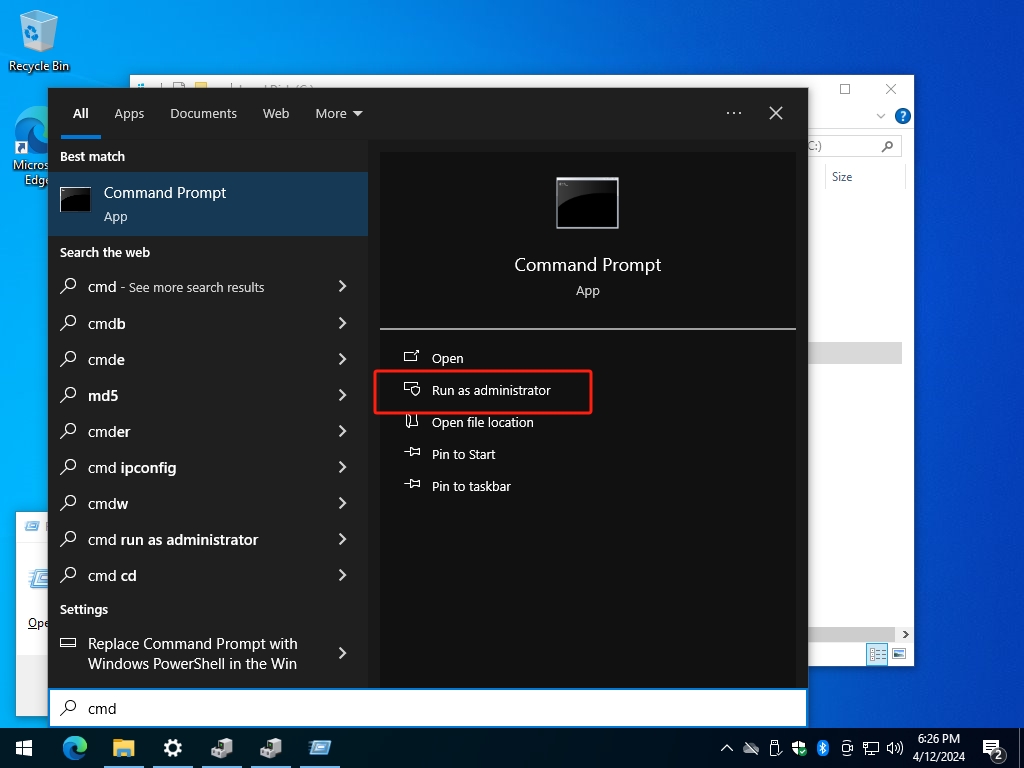 Recycle Bin
Micros
Edge
All
Apps
Documents
Web
More
Best match
Command Prompt
App
Search the web
cmd - See more search results
cmdb
cmde
md5
cmder
cmd ipconfig
cmdw
cmd run as administrator
cmd cd
Settings
Replace Command Prompt with
Windows PowerShell in the Win
cmd
Command Prompt
App
Open
Run as administrator
Open file location
Pin to Start
Pin to taskbar
C:)
Size
Ope
6:26 PM
4/12/2024
2